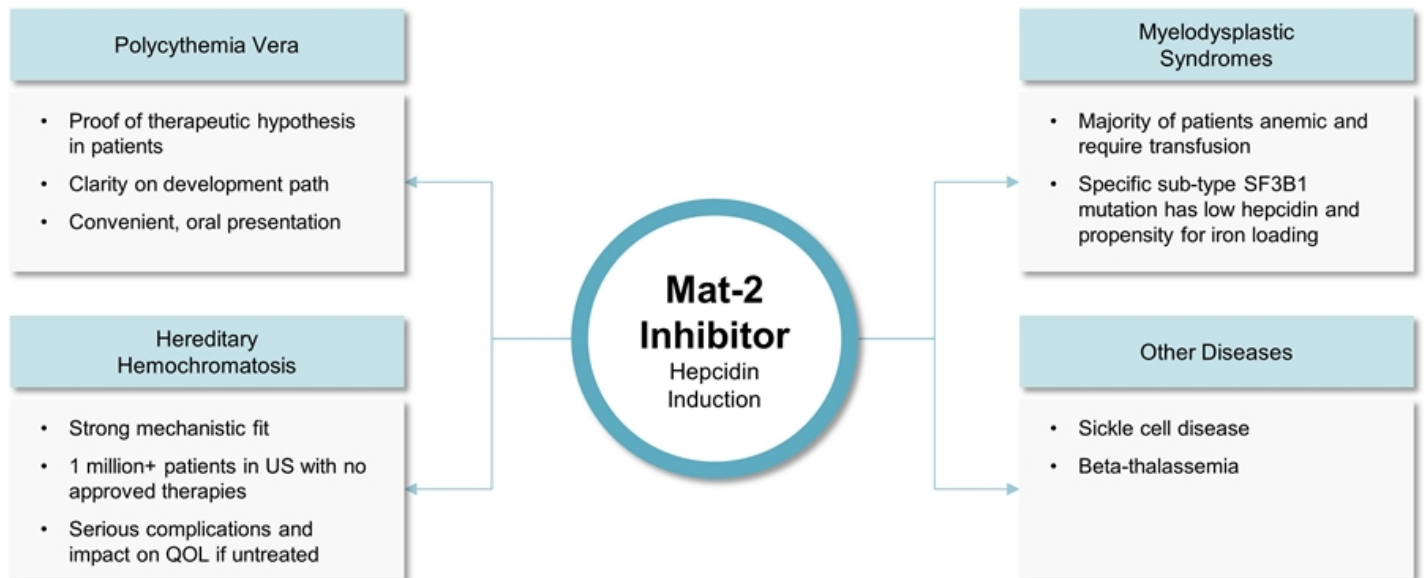 Polycythemia Vera
• Proof of therapeutic hypothesis
in patients
• Clarity on development path
• Convenient, oral presentation
Hereditary
Hemochromatosis
• Strong mechanistic fit
• 1 million+ patients in US with no
approved therapies
• Serious complications and
impact on QOL if untreated
Mat-2
Inhibitor
Hepcidin
Induction
Myelodysplastic
Syndromes
• Majority of patients anemic and
require transfusion
• Specific sub-type SF3B1
mutation has low hepcidin and
propensity for iron loading
Other Diseases
• Sickle cell disease
• Beta-thalassemia